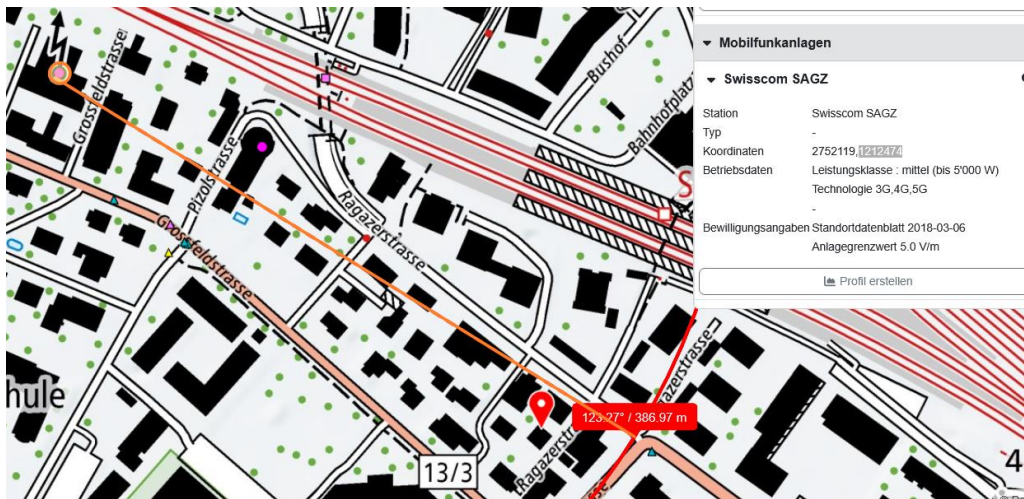 Mobilfunkanlagen
Swisscom SAGZ
Station Swisscom SAGZ
Typ -
Koordinaten 2752119,1212474
Betriebsdaten Leistungsklasse : mittel (bis 5'000 W)
Technologie 3G,4G,5G
-
Bewilligungsangaben Standortdatenblatt 2018-03-06
Anlagegrenzwert 5.0 V/m
Profil erstellen
Grossfeldstrasse
Bushof
Bahnhofplatz
Pizolstrasse
S
Ragazerstrasse
Grossfeldstrasse
hule
123.27° / 386.97 m
Ragazerstr
azerstrasse
13/3
4